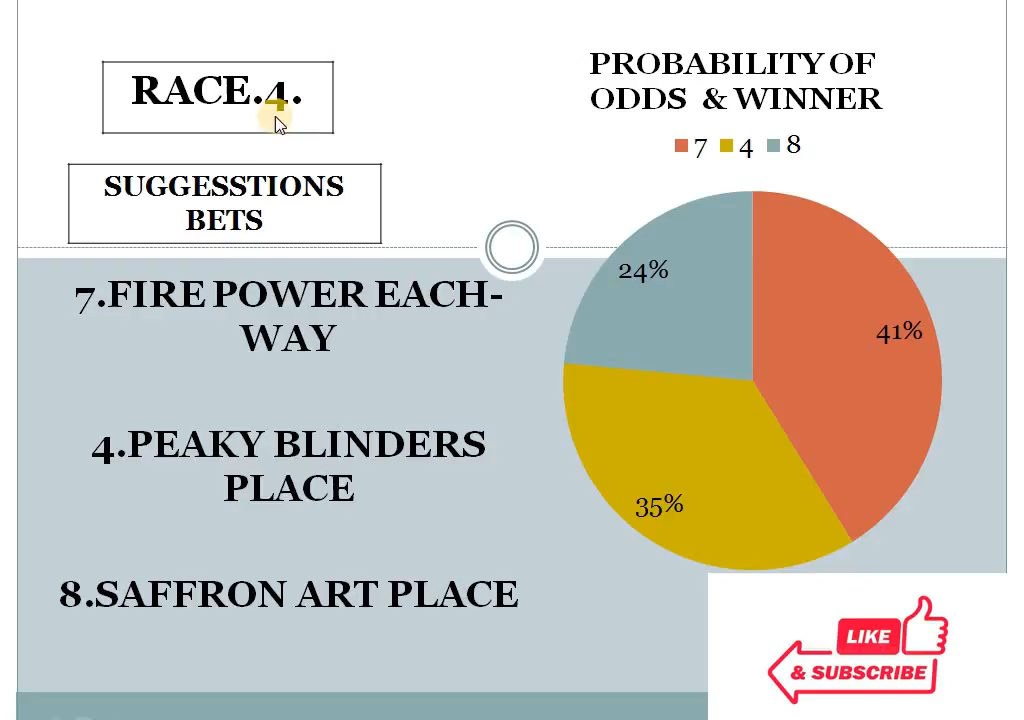 RACE.4.
SUGGESSTIONS
BETS
7.FIRE POWER EACH-
WAY
4.PEAKY BLINDERS
PLACE
8.SAFFRON ART PLACE
PROBABILITY OF
ODDS & WINNER
7 4 8
24%
41%
35%
LIKE
& SUBSCRIBE